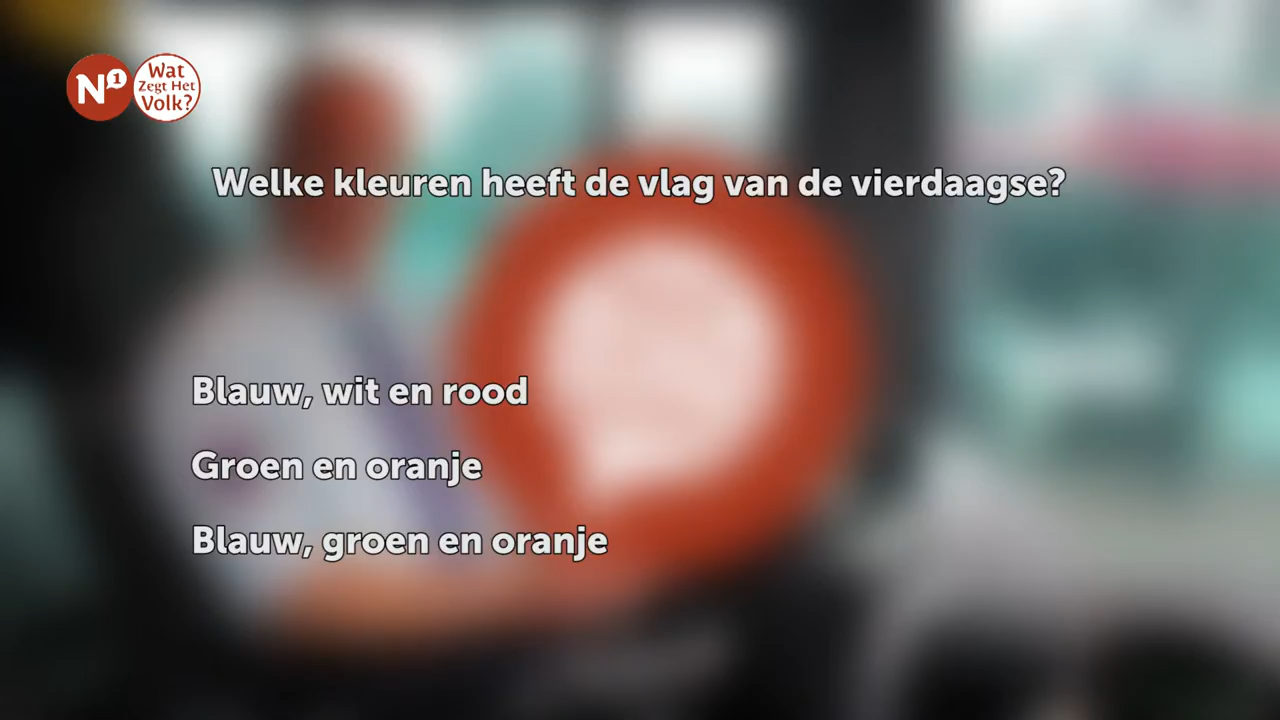 N1
Wat
Zegt Het
Volk?
Welke kleuren heeft de vlag van de vierdaagse?
Blauw, wit en rood
Groen en oranje
Blauw, groen en oranje